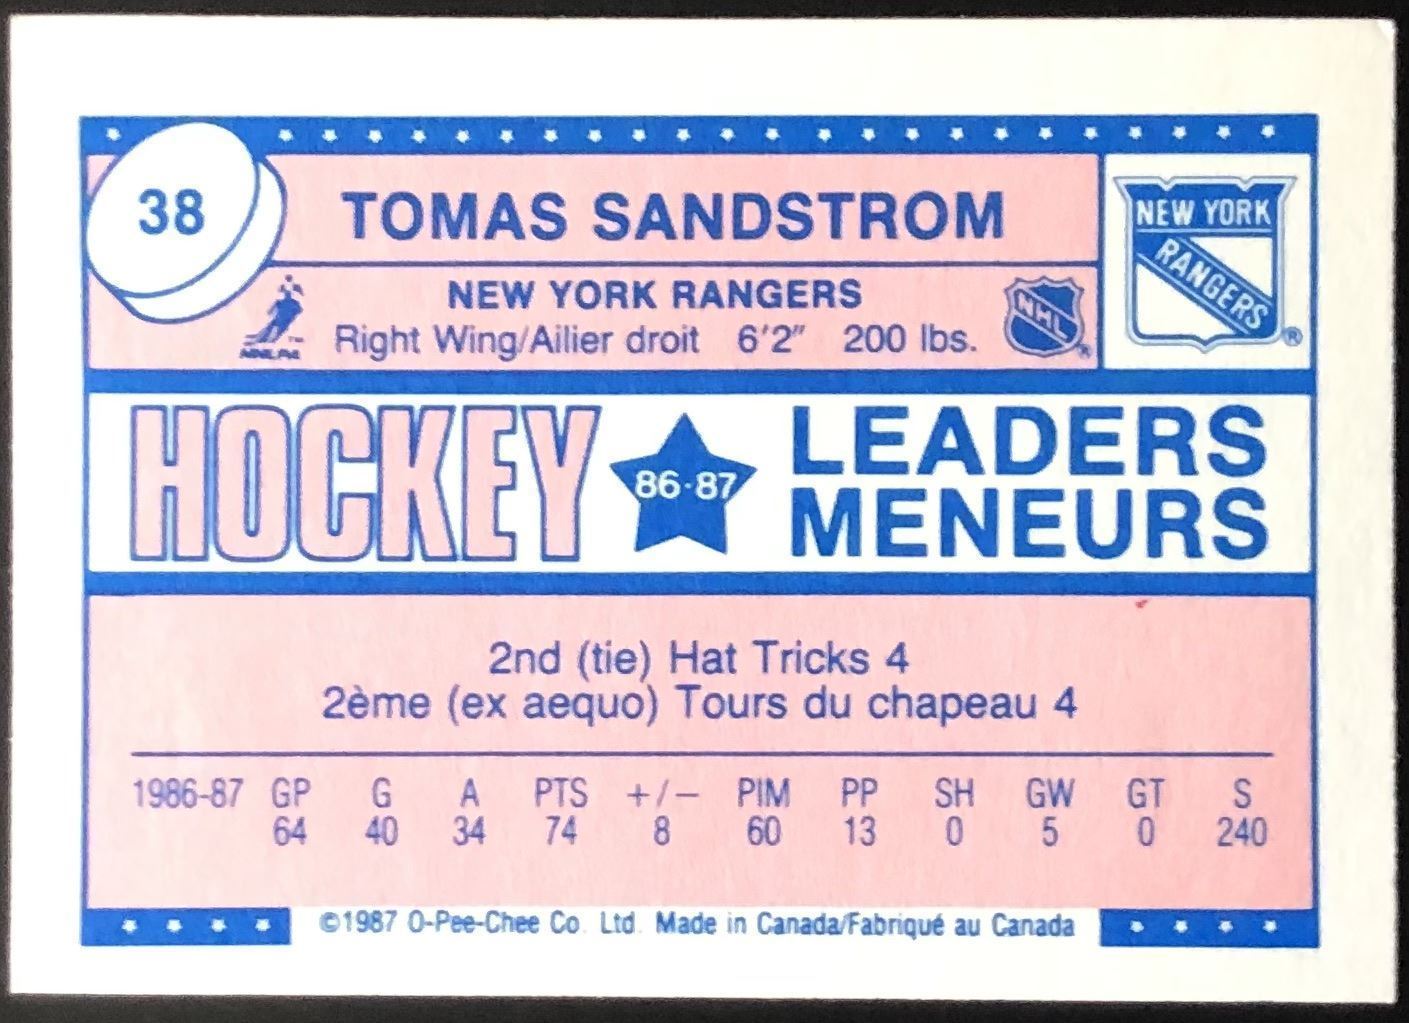 38
TOMAS SANDSTROM
NEW YORK
RANGERS
®
NEW YORK RANGERS
NHL
®
NHLPA
™
Right Wing/Ailier droit 6'2" 200 lbs.
HOCKEY
86-87
LEADERS
MENEURS
2nd (tie) Hat Tricks 4
2ème (ex aequo) Tours du chapeau 4
1986-87 GP G A PTS +/− PIM PP SH GW GT S
64 40 34 74 8 60 13 0 5 0 240
©1987 O-Pee-Chee Co. Ltd. Made in Canada/Fabriqué au Canada